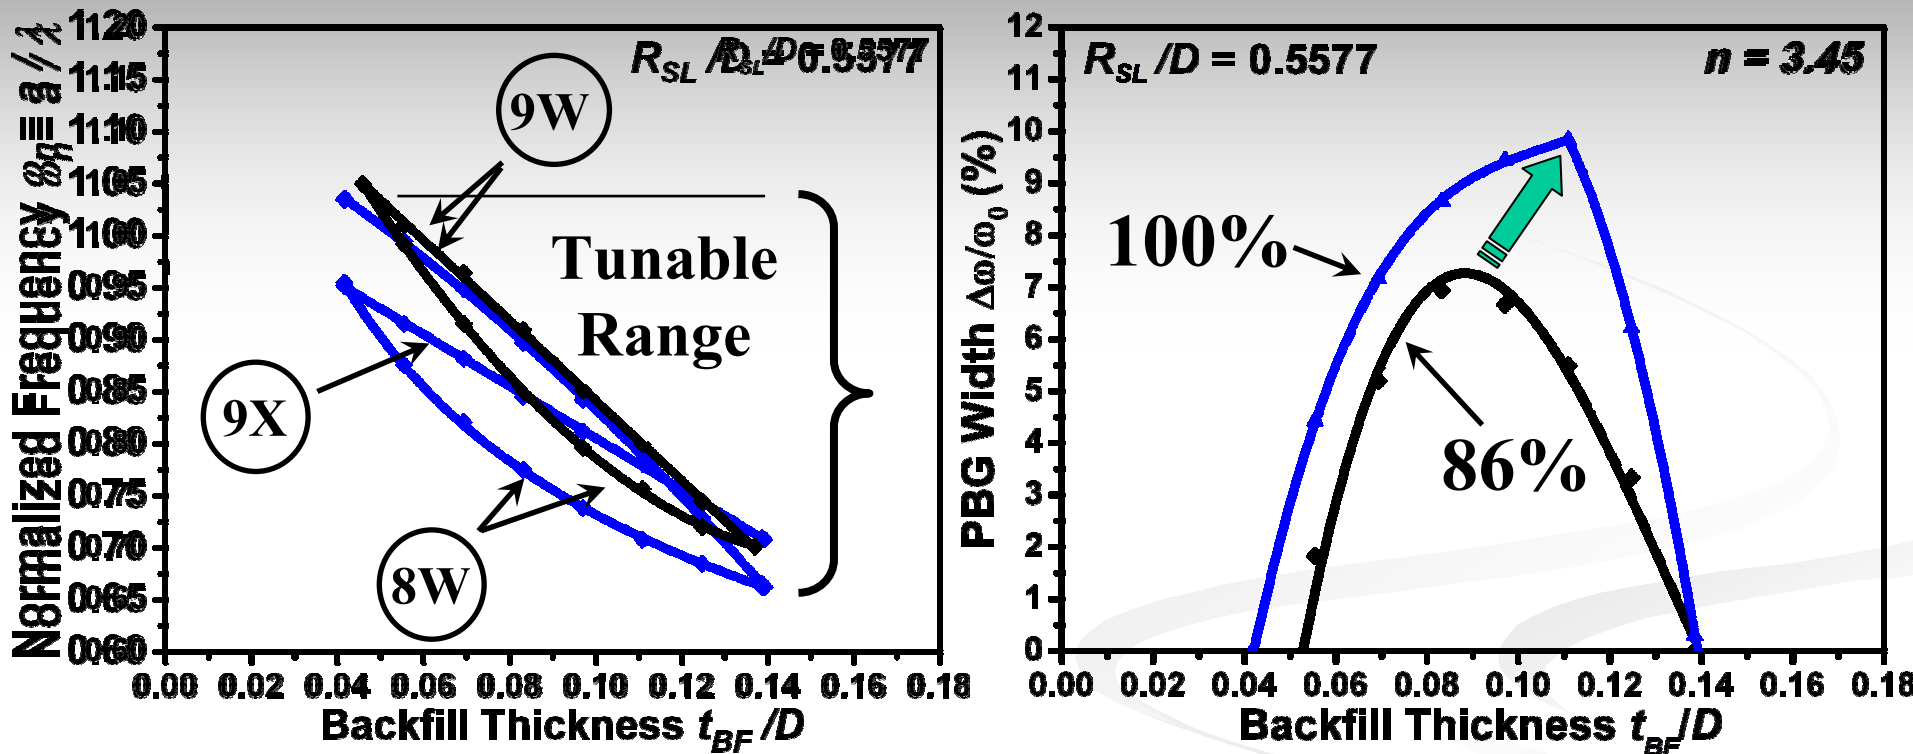 Normalized Frequency
1.20
1.15
1.10
1.05
1.00
0.95
0.90
0.85
0.80
0.75
0.70
0.65
0.60
R_SL /D = 0.5577
9W
Tunable
Range
9X
8W
0.00 0.02 0.04 0.06 0.08 0.10 0.12 0.14 0.16 0.18
Backfill Thickness t_BF /D
PBG Width Δω/ω₀ (%)
12
11
10
9
8
7
6
5
4
3
2
1
0
R_SL /D = 0.5577
n = 3.45
100%
86%
0.00 0.02 0.04 0.06 0.08 0.10 0.12 0.14 0.16 0.18
Backfill Thickness t_BF/D